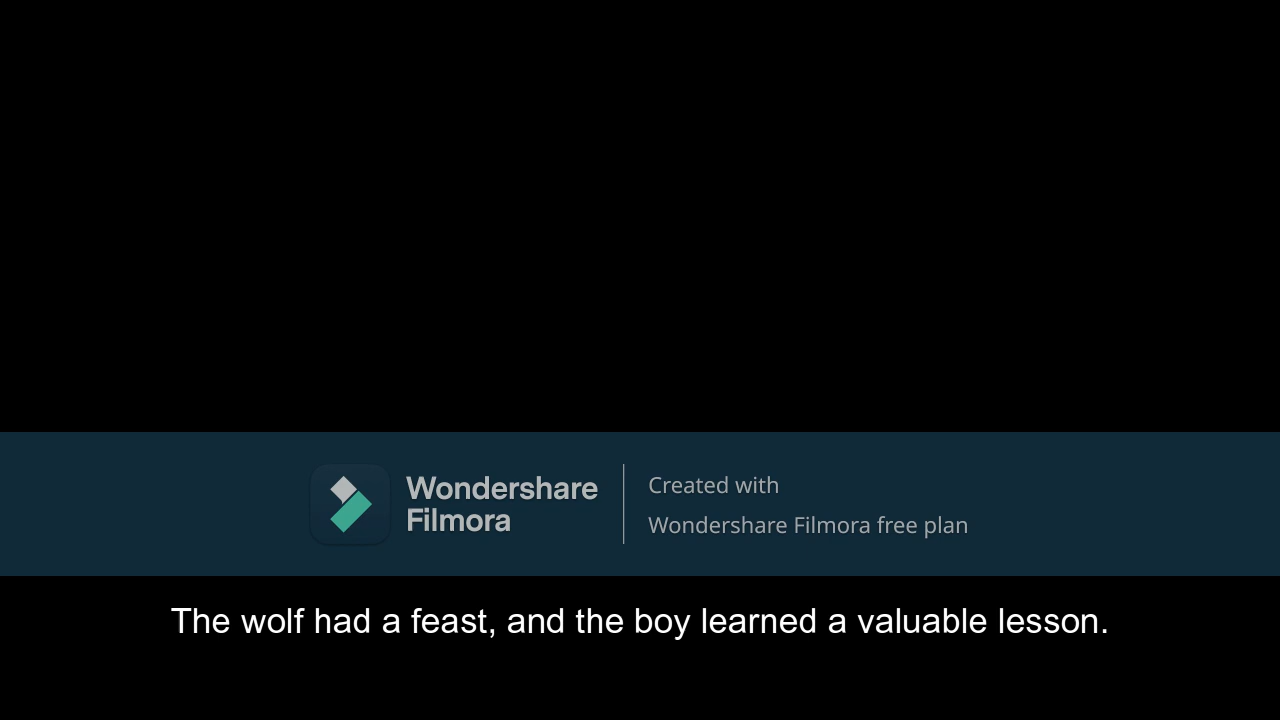 Wondershare
Filmora
Created with
Wondershare Filmora free plan
The wolf had a feast, and the boy learned a valuable lesson.